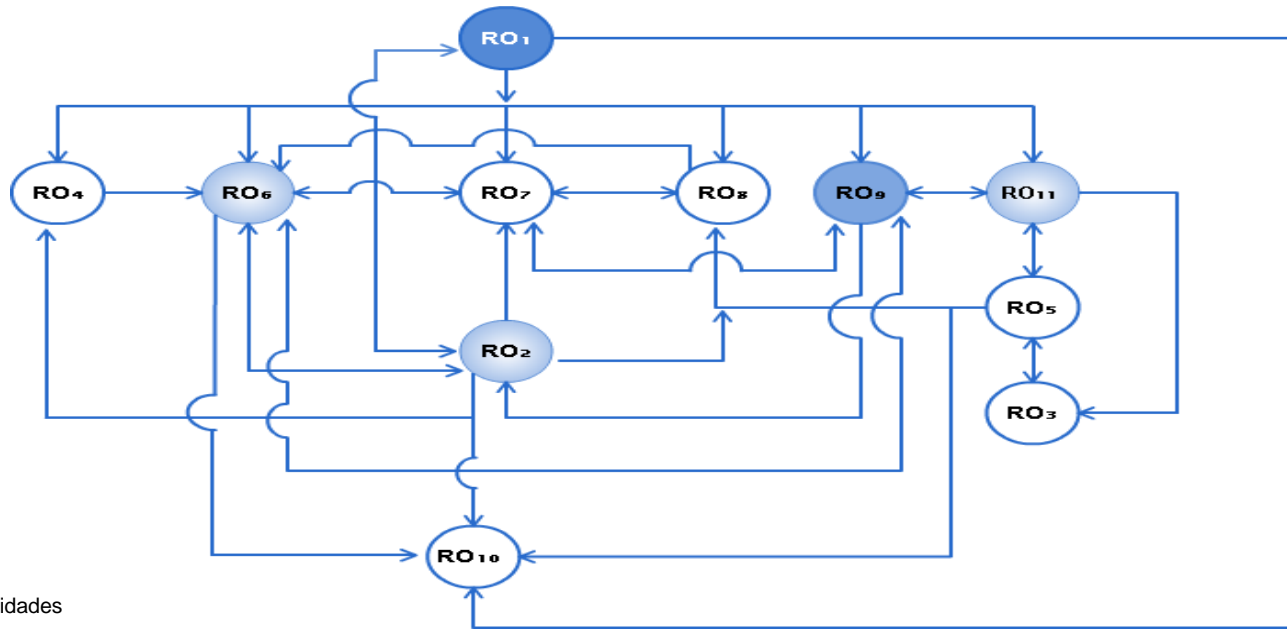 RO₁
RO₄ RO₆ RO₇ RO₈ RO₉ RO₁₁
RO₅
RO₂
RO₃
RO₁₀
idades